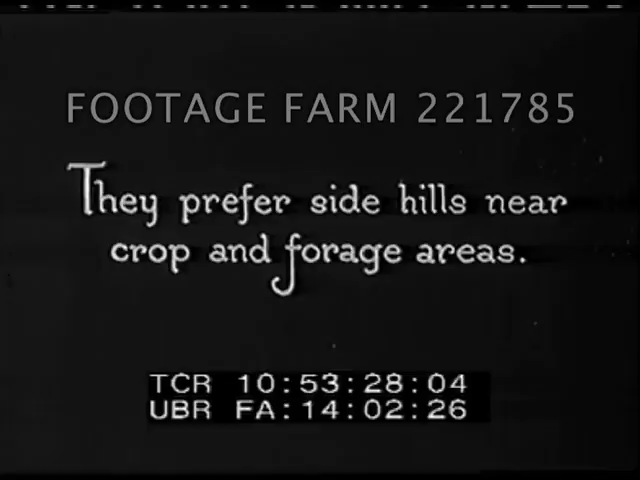 FOOTAGE FARM 221785
They prefer side hills near
crop and forage areas.
TCR 10:53:28:04
UBR FA:14:02:26